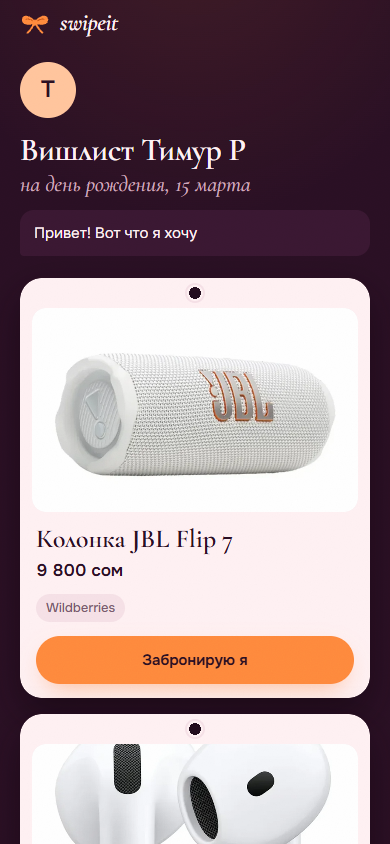 swipeit
T
Вишлист Тимур Р
на день рождения, 15 марта
Привет! Вот что я хочу
JBL
Колонка JBL Flip 7
9 800 сом
Wildberries
Забронирую я